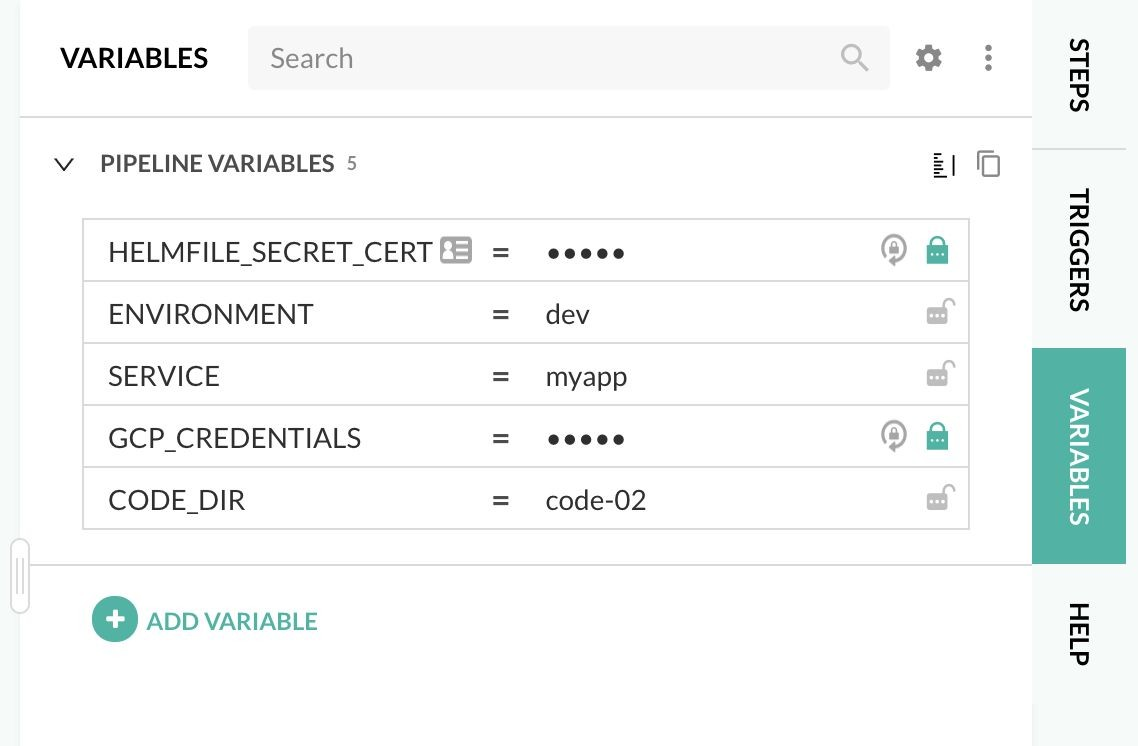 VARIABLES
Search
PIPELINE VARIABLES 5
HELMFILE_SECRET_CERT = •••••
ENVIRONMENT = dev
SERVICE = myapp
GCP_CREDENTIALS = •••••
CODE_DIR = code-02
ADD VARIABLE
STEPS
TRIGGERS
VARIABLES
HELP